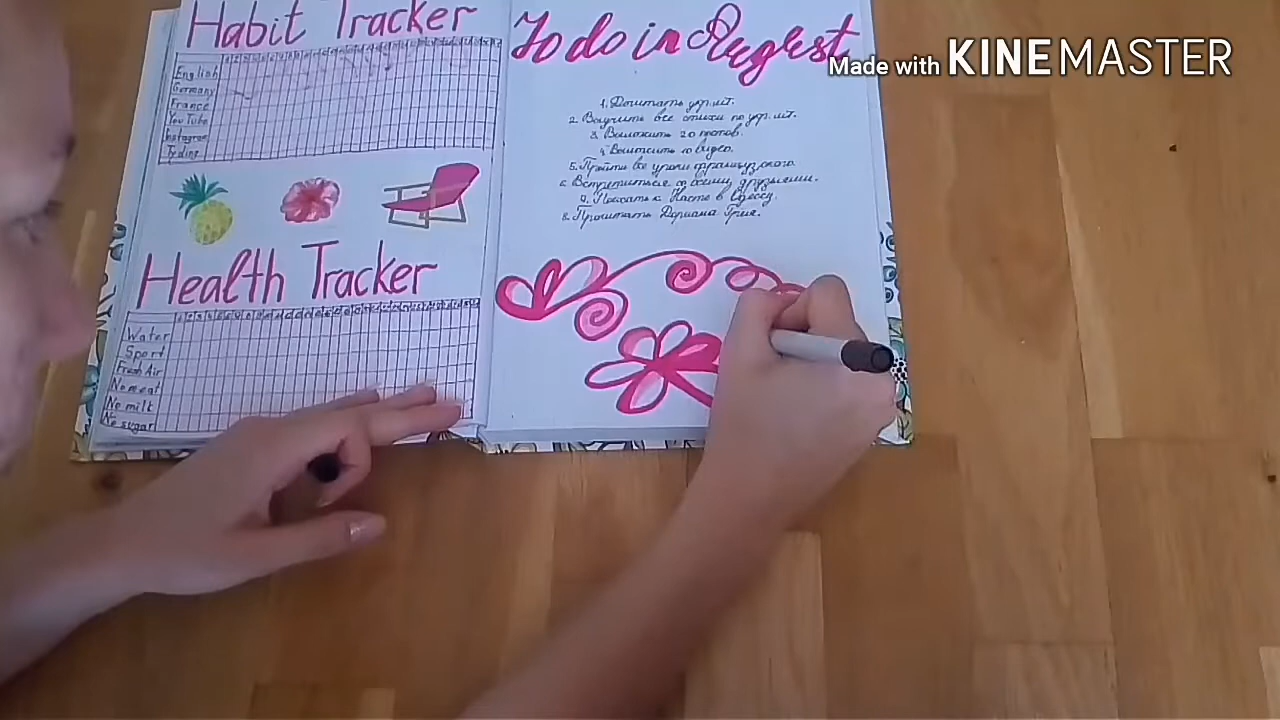 Habit Tracker
English
Germany
France
YouTube
Instagram
Health Tracker
Water
Sport
Fresh Air
No meat
No milt
No sugar
To do in August
1. Дочитать укр.лит.
2. Выучить все стихи по укр.лит.
3. Выложить 20 постов.
4. Выложить 10 видео.
5. Пройти все уроки французского.
6. Встретиться со всеми друзьями.
7. Поехать к Насте в Одессу.
8. Прочитать Дориана Грея.
Made with KINEMASTER